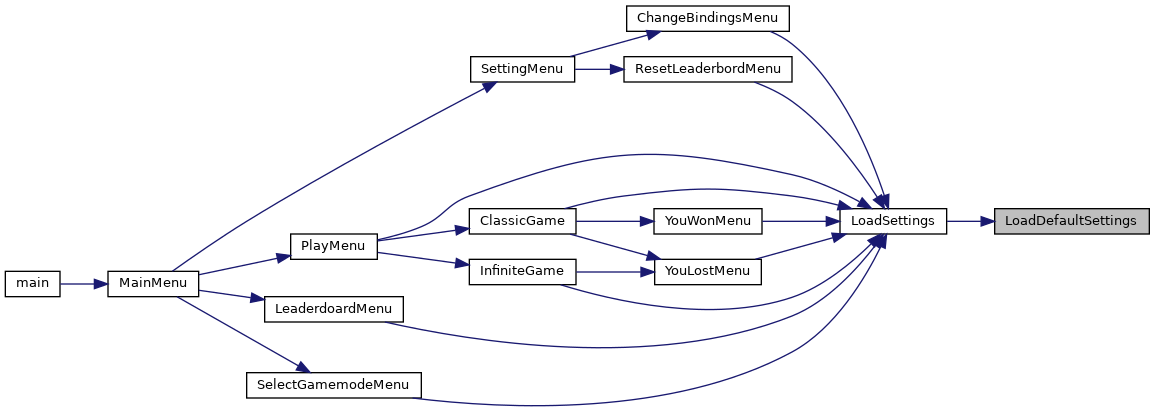 ChangeBindingsMenu
SettingMenu
ResetLeaderbordMenu
ClassicGame
YouWonMenu
LoadSettings
LoadDefaultSettings
PlayMenu
InfiniteGame
YouLostMenu
main
MainMenu
LeaderdoardMenu
SelectGamemodeMenu